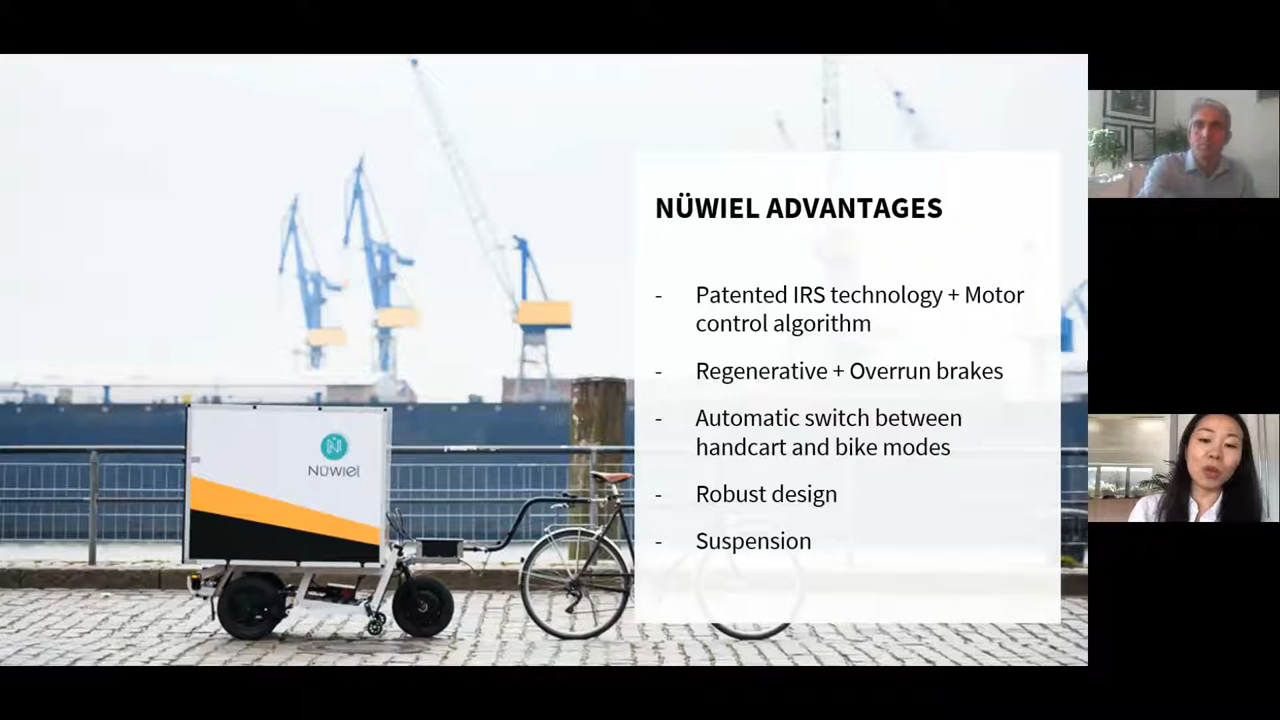 NÜWIEL ADVANTAGES
- Patented IRS technology + Motor
control algorithm
- Regenerative + Overrun brakes
- Automatic switch between
handcart and bike modes
- Robust design
- Suspension
N
NÜWIEL